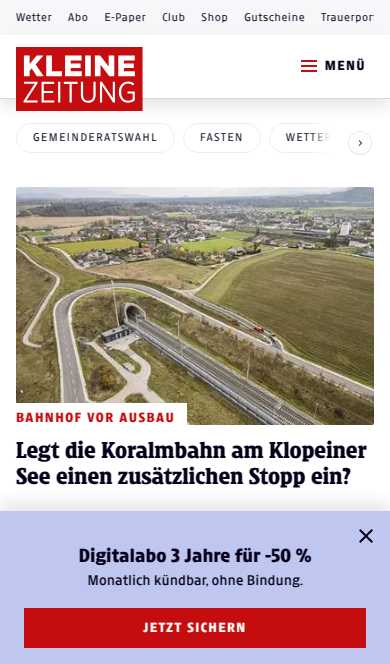 Wetter Abo E-Paper Club Shop Gutscheine Trauerpor
KLEINE
ZEITUNG
MENÜ
GEMEINDERATSWAHL FASTEN WETTER
BAHNHOF VOR AUSBAU
Legt die Koralmbahn am Klopeiner
See einen zusätzlichen Stopp ein?
Digitalabo 3 Jahre für -50 %
Monatlich kündbar, ohne Bindung.
JETZT SICHERN